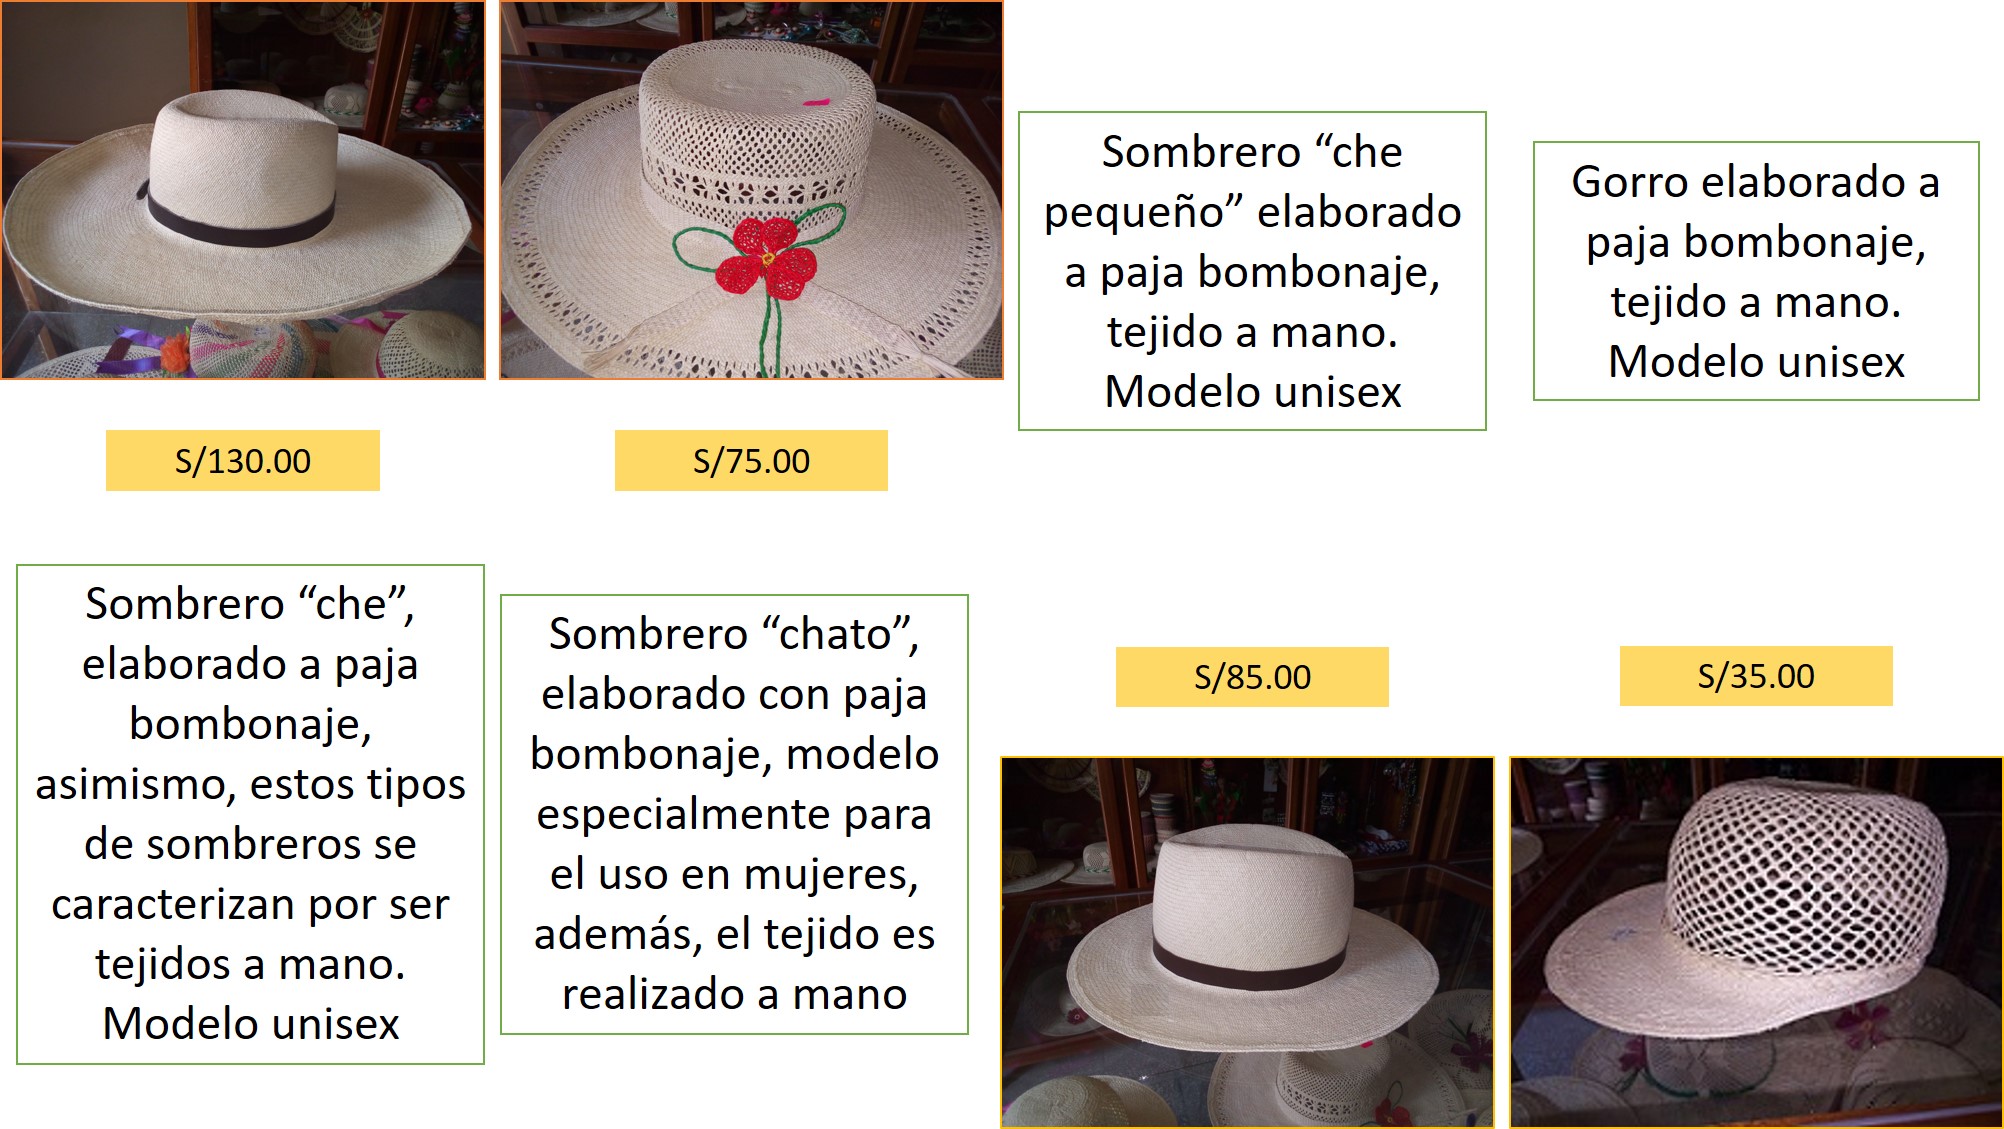 S/130.00
Sombrero “che”,
elaborado a paja
bombonaje,
asimismo, estos tipos
de sombreros se
caracterizan por ser
tejidos a mano.
Modelo unisex
S/75.00
Sombrero “chato”,
elaborado con paja
bombonaje, modelo
especialmente para
el uso en mujeres,
además, el tejido es
realizado a mano
Sombrero “che
pequeño” elaborado
a paja bombonaje,
tejido a mano.
Modelo unisex
S/85.00
Gorro elaborado a
paja bombonaje,
tejido a mano.
Modelo unisex
S/35.00